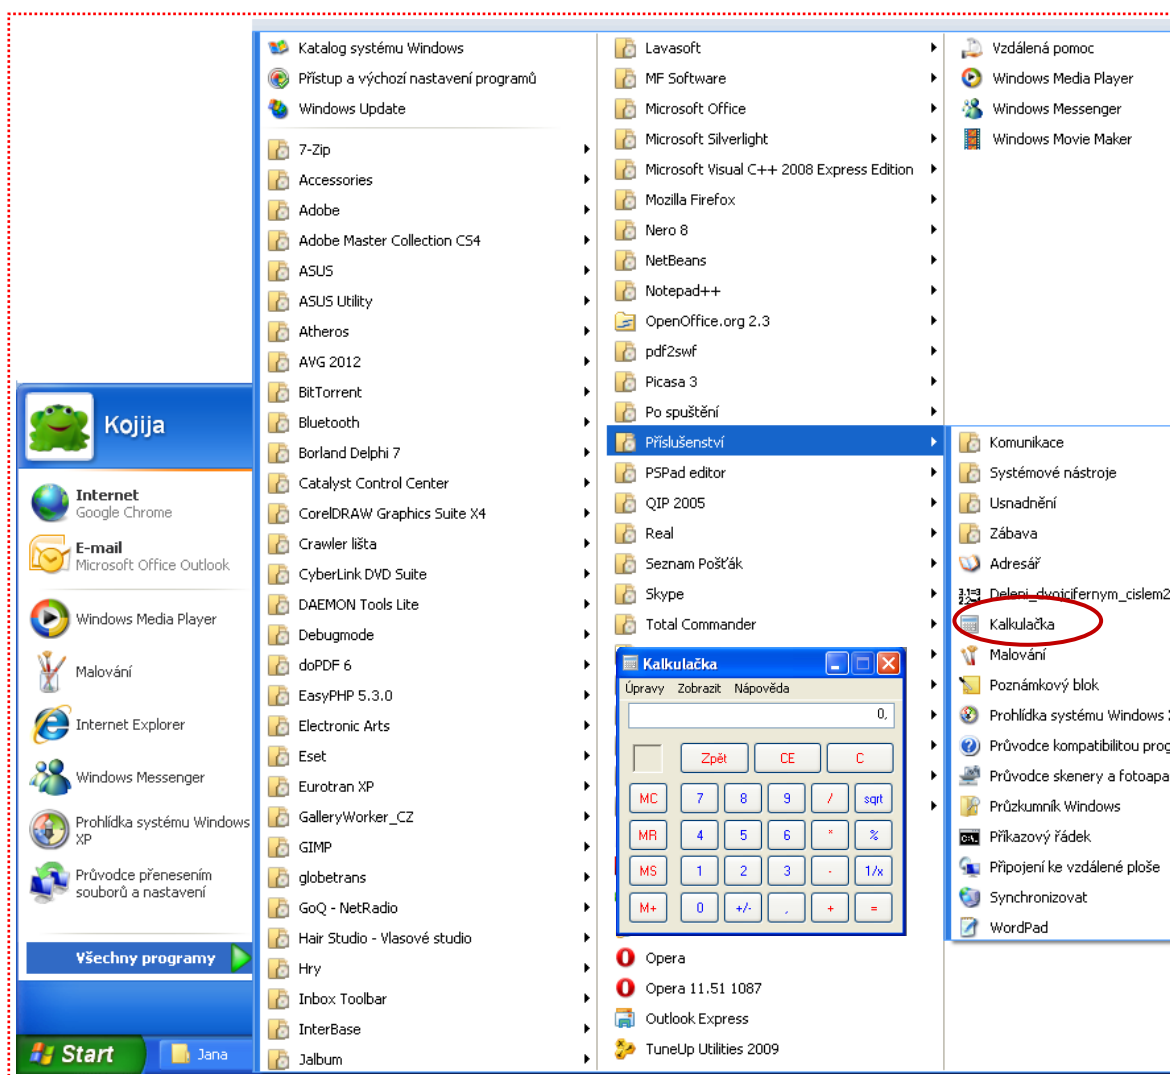 Katalog systému Windows
Přístup a výchozí nastavení programů
Windows Update
7-Zip
Accessories
Adobe
Adobe Master Collection CS4
ASUS
ASUS Utility
Atheros
AVG 2012
BitTorrent
Bluetooth
Borland Delphi 7
Catalyst Control Center
CorelDRAW Graphics Suite X4
Crawler lišta
CyberLink DVD Suite
DAEMON Tools Lite
Debugmode
doPDF 6
EasyPHP 5.3.0
Electronic Arts
Eset
Eurotran XP
GalleryWorker_CZ
GIMP
globetrans
GoQ - NetRadio
Hair Studio - Vlasové studio
Hry
Inbox Toolbar
InterBase
Jalbum
Lavasoft
MF Software
Microsoft Office
Microsoft Silverlight
Microsoft Visual C++ 2008 Express Edition
Mozilla Firefox
Nero 8
NetBeans
Notepad++
OpenOffice.org 2.3
pdf2swf
Picasa 3
Po spuštění
Příslušenství
PSPad editor
QIP 2005
Real
Seznam Pošťák
Skype
Total Commander
Opera
Opera 11.51 1087
Outlook Express
TuneUp Utilities 2009
Vzdálená pomoc
Windows Media Player
Windows Messenger
Windows Movie Maker
Komunikace
Systémové nástroje
Usnadnění
Zábava
Adresář
Deleni_dvojcifernym_cislem2
Kalkulačka
Malování
Poznámkový blok
Prohlídka systému Windows
Průvodce kompatibilitou prog
Průvodce skenery a fotoapa
Průzkumník Windows
Příkazový řádek
Připojení ke vzdálené ploše
Synchronizovat
WordPad
Kalkulačka
Úpravy Zobrazit Nápověda
0,
Zpět CE C
MC 7 8 9 / sqrt
MR 4 5 6 * %
MS 1 2 3 - 1/x
M+ 0 +/- , + =
Kojija
Internet
Google Chrome
E-mail
Microsoft Office Outlook
Windows Media Player
Malování
Internet Explorer
Windows Messenger
Prohlídka systému Windows
XP
Průvodce přenesením
souborů a nastavení
Všechny programy
Start
Jana